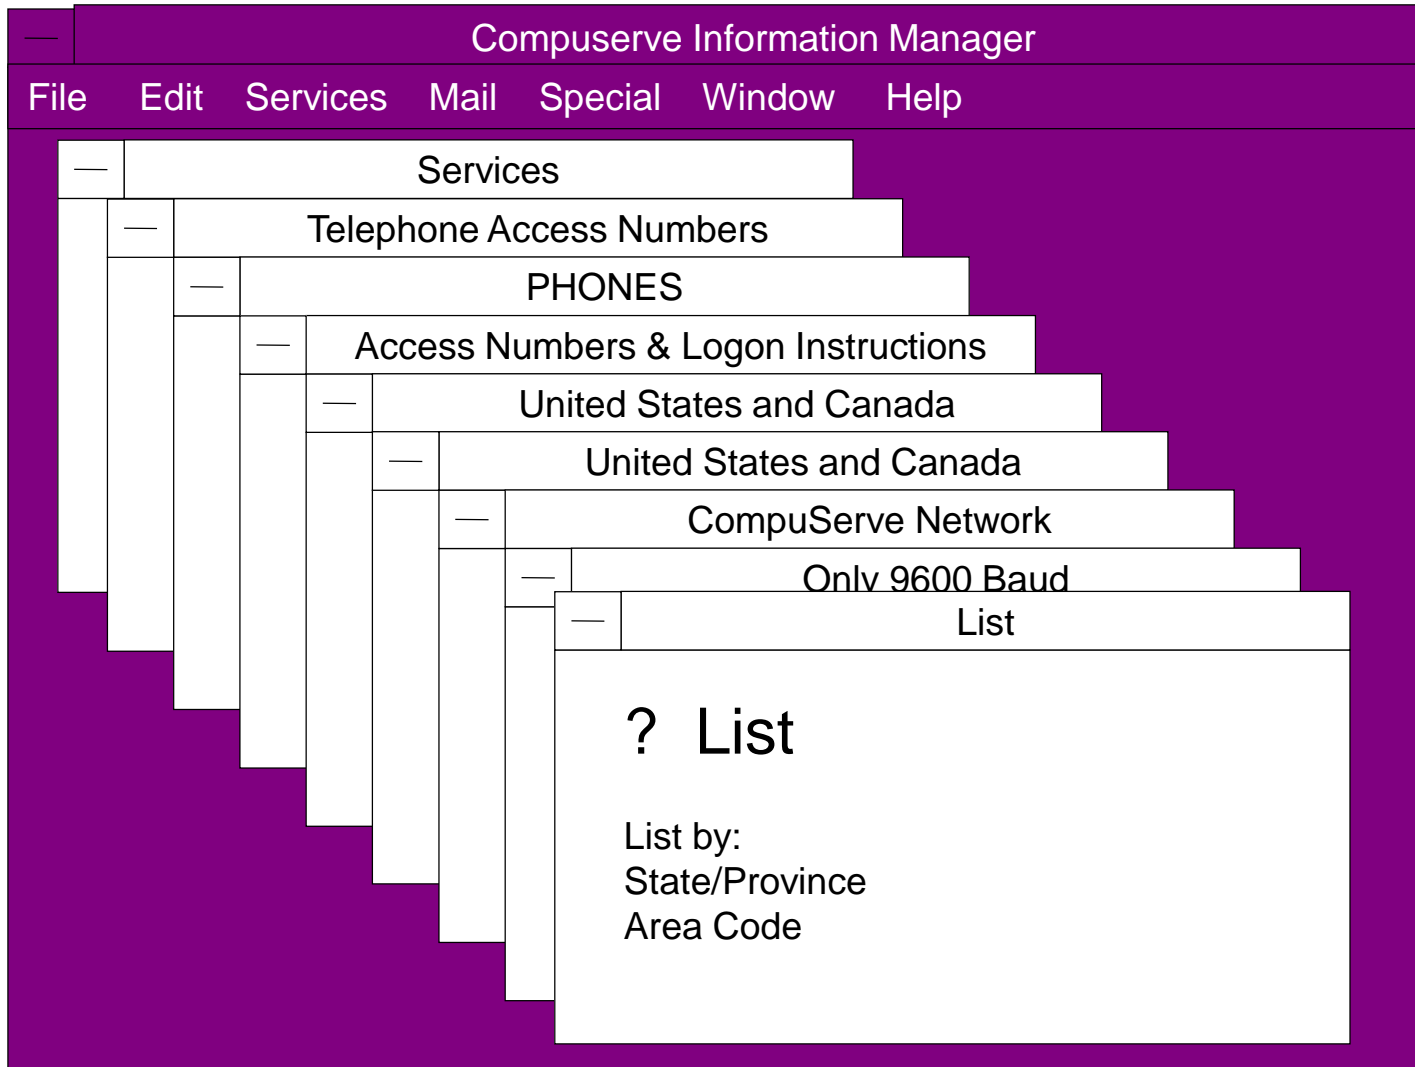 Compuserve Information Manager
File Edit Services Mail Special Window Help
Services
Telephone Access Numbers
PHONES
Access Numbers & Logon Instructions
United States and Canada
United States and Canada
CompuServe Network
Only 9600 Baud
List
? List
List by:
State/Province
Area Code